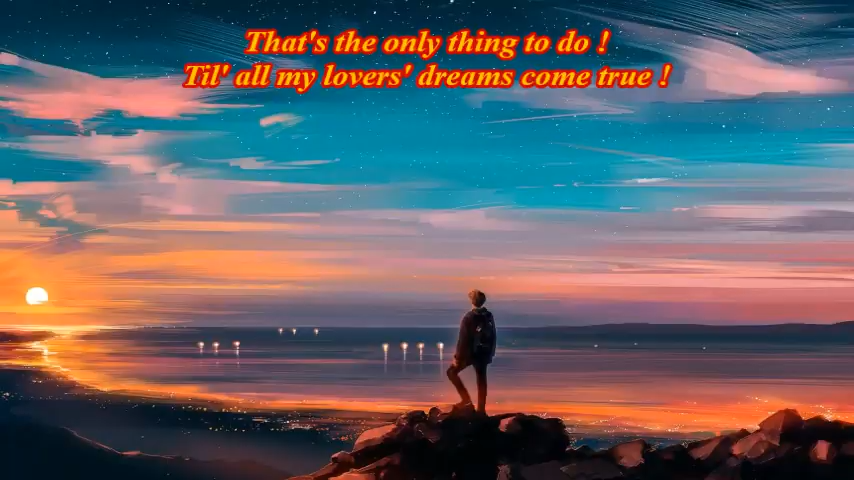 That's the only thing to do !
Til' all my lovers' dreams come true !